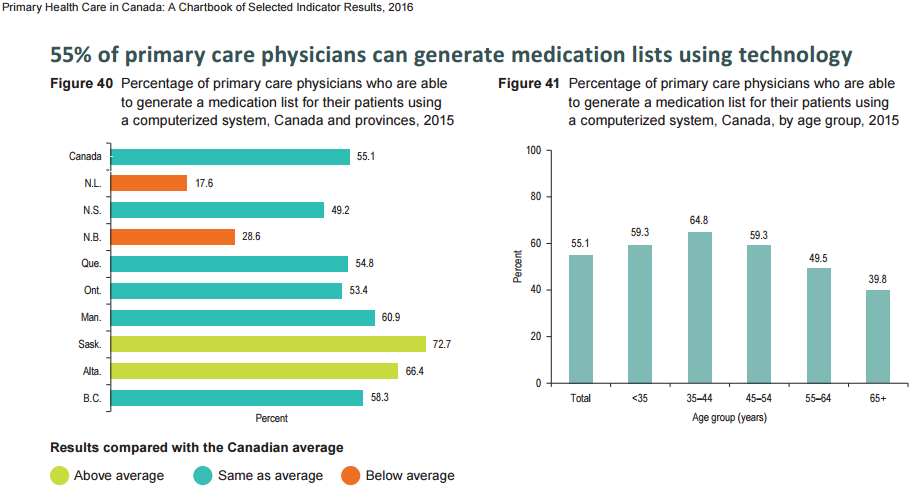 Primary Health Care in Canada: A Chartbook of Selected Indicator Results, 2016
55% of primary care physicians can generate medication lists using technology
Figure 40 Percentage of primary care physicians who are able
to generate a medication list for their patients using
a computerized system, Canada and provinces, 2015
Canada 55.1
N.L. 17.6
N.S. 49.2
N.B. 28.6
Que. 54.8
Ont. 53.4
Man. 60.9
Sask. 72.7
Alta. 66.4
B.C. 58.3
Percent
Results compared with the Canadian average
Above average Same as average Below average
Figure 41 Percentage of primary care physicians who are able
to generate a medication list for their patients using
a computerized system, Canada, by age group, 2015
Percent
100
80
60
40
20
0
55.1 59.3 64.8 59.3 49.5 39.8
Total <35 35–44 45–54 55–64 65+
Age group (years)